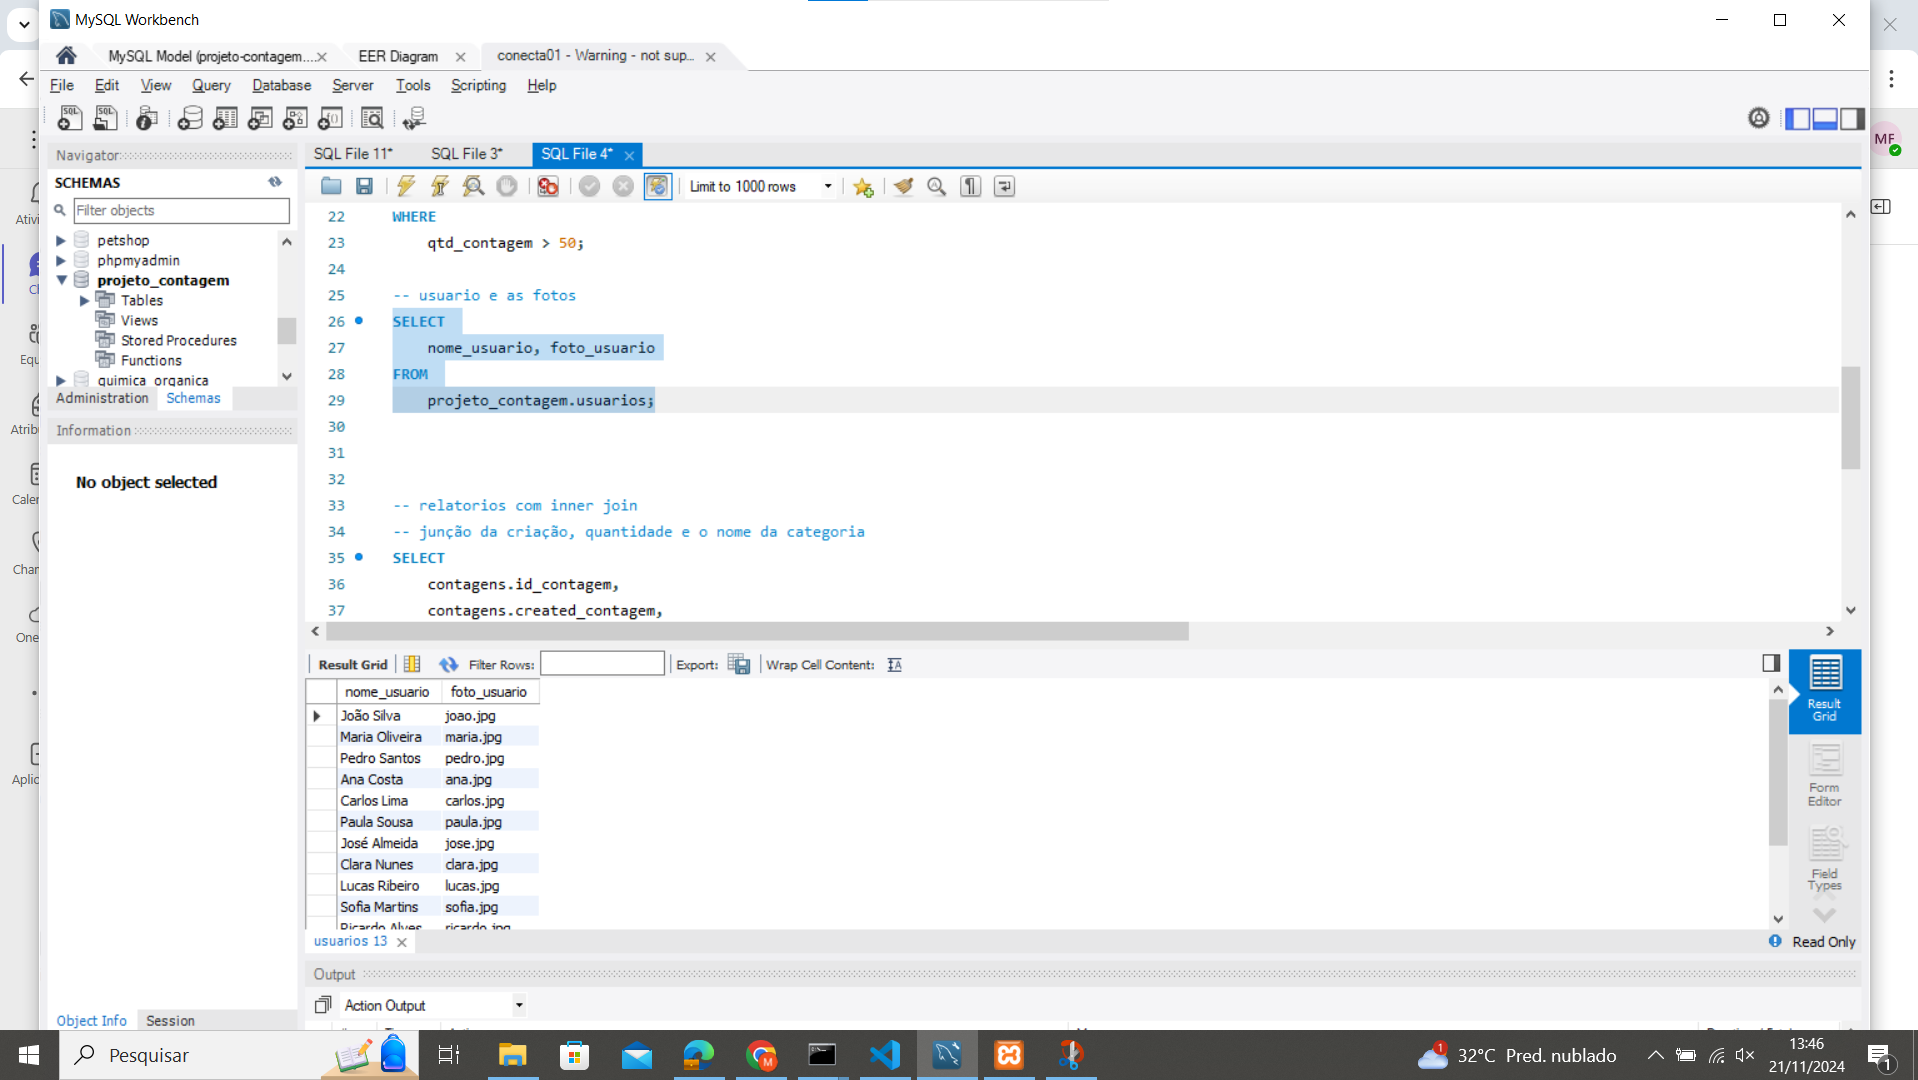 MySQL Workbench
MySQL Model (projeto-contagem....
EER Diagram
conecta01 - Warning - not sup...
File Edit View Query Database Server Tools Scripting Help
Navigator
SCHEMAS
Filter objects
petshop
phpmyadmin
projeto_contagem
Tables
Views
Stored Procedures
Functions
quimica_organica
Administration Schemas
Information
No object selected
Object Info Session
SQL File 11* SQL File 3* SQL File 4*
Limit to 1000 rows
22 WHERE
23 qtd_contagem > 50;
24
25 -- usuario e as fotos
26 SELECT
27 nome_usuario, foto_usuario
28 FROM
29 projeto_contagem.usuarios;
30
31
32
33 -- relatorios com inner join
34 -- junção da criação, quantidade e o nome da categoria
35 SELECT
36 contagens.id_contagem,
37 contagens.created_contagem,
Result Grid Filter Rows: Export: Wrap Cell Content:
nome_usuario foto_usuario
João Silva joao.jpg
Maria Oliveira maria.jpg
Pedro Santos pedro.jpg
Ana Costa ana.jpg
Carlos Lima carlos.jpg
Paula Sousa paula.jpg
José Almeida jose.jpg
Clara Nunes clara.jpg
Lucas Ribeiro lucas.jpg
Sofia Martins sofia.jpg
Ricardo Alves ricardo.jpg
Result
Grid
Form
Editor
Field
Types
usuarios 13
Read Only
Output
Action Output
MF
Pesquisar
1
32°C Pred. nublado
13:46
21/11/2024
1